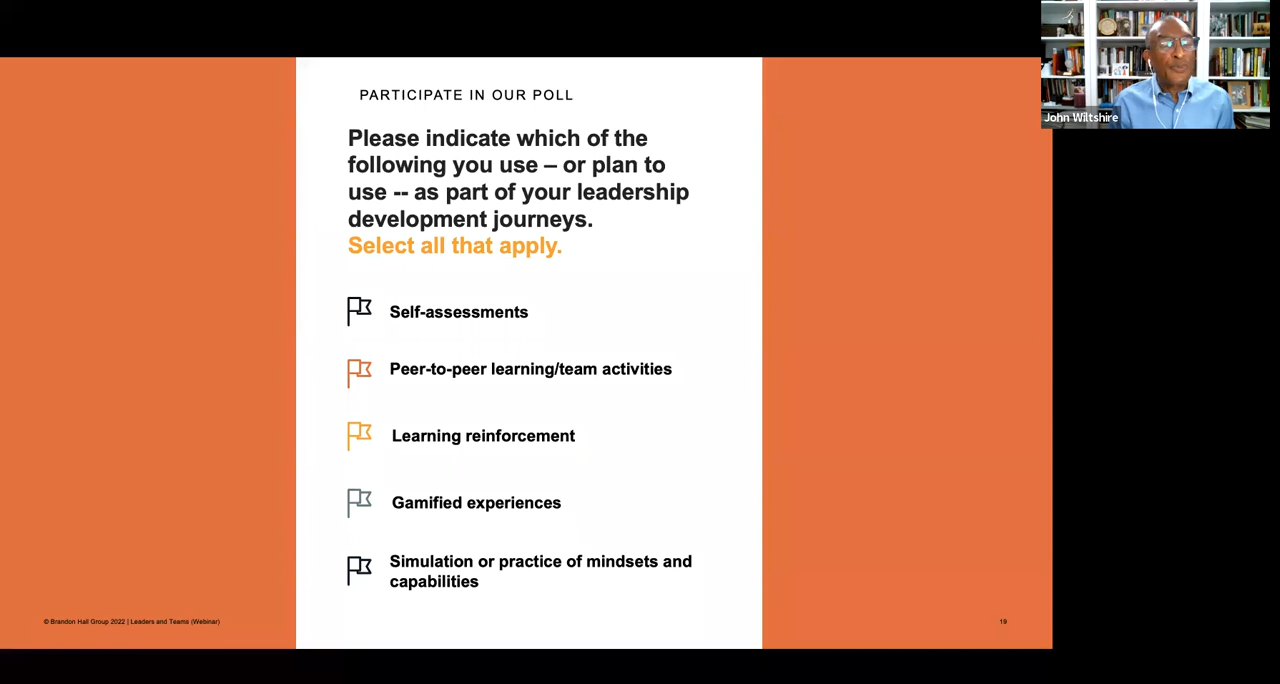 PARTICIPATE IN OUR POLL
Please indicate which of the
following you use – or plan to
use -- as part of your leadership
development journeys.
Select all that apply.
Self-assessments
Peer-to-peer learning/team activities
Learning reinforcement
Gamified experiences
Simulation or practice of mindsets and
capabilities
© Brandon Hall Group 2022 | Leaders and Teams (Webinar)
19
John Wiltshire